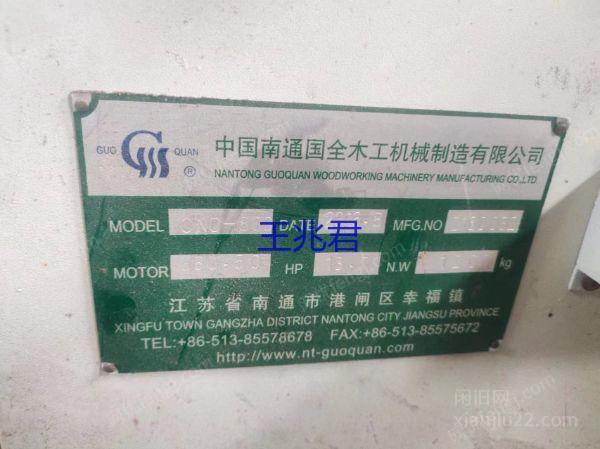 GUO QUAN ®
中国南通国全木工机械制造有限公司
NANTONG GUOQUAN WOODWORKING MACHINERY MANUFACTURING CO.,LTD.
MODEL DATE MFG.NO
王兆君
MOTOR HP N.W kg
江苏省南通市港闸区幸福镇
XINGFU TOWN GANGZHA DISTRICT NANTONG CITY JIANGSU PROVINCE
TEL:+86-513-85578678 FAX:+86-513-85575672
http://www.nt-guoquan.com
闲旧网
xianjiu22.com